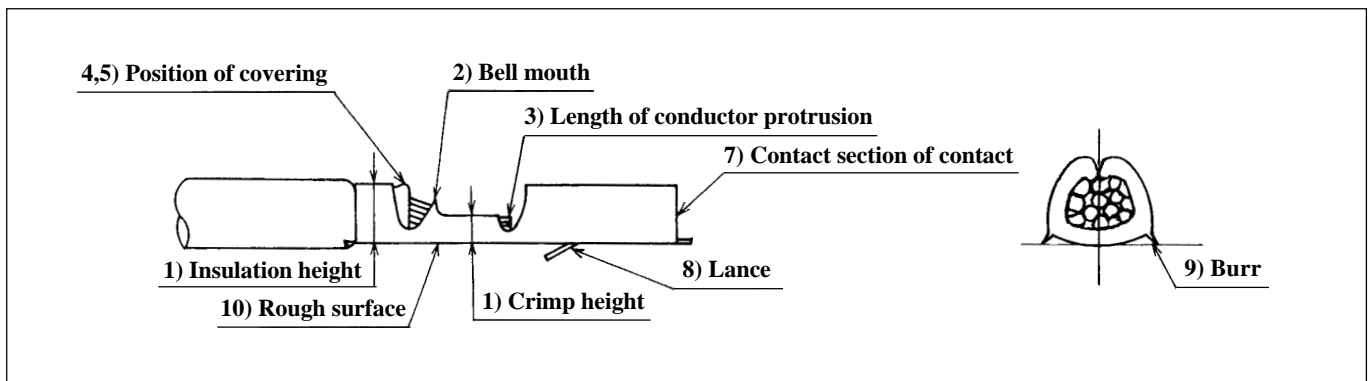 4,5) Position of covering
2) Bell mouth
3) Length of conductor protrusion
7) Contact section of contact
1) Insulation height
8) Lance
9) Burr
10) Rough surface
1) Crimp height